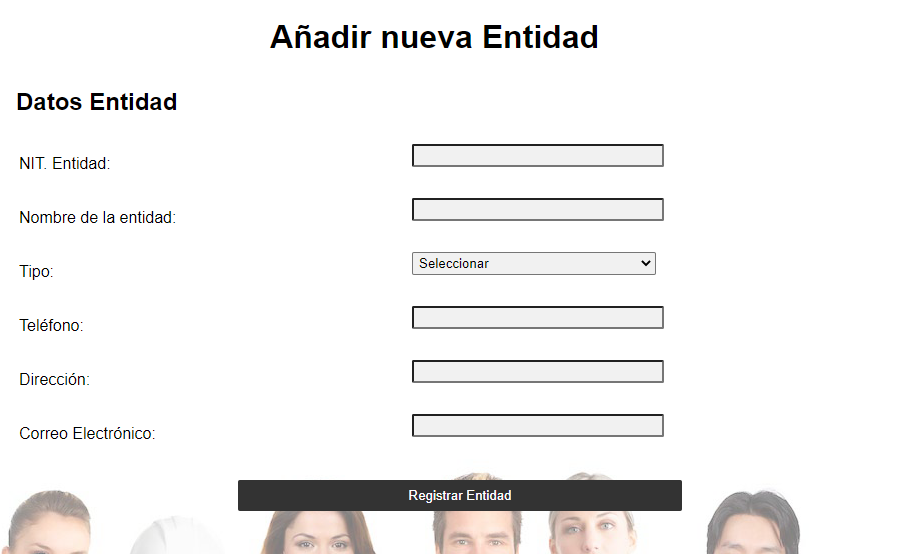 Añadir nueva Entidad
Datos Entidad
NIT. Entidad:
Nombre de la entidad:
Tipo:
Seleccionar
Teléfono:
Dirección:
Correo Electrónico:
Registrar Entidad